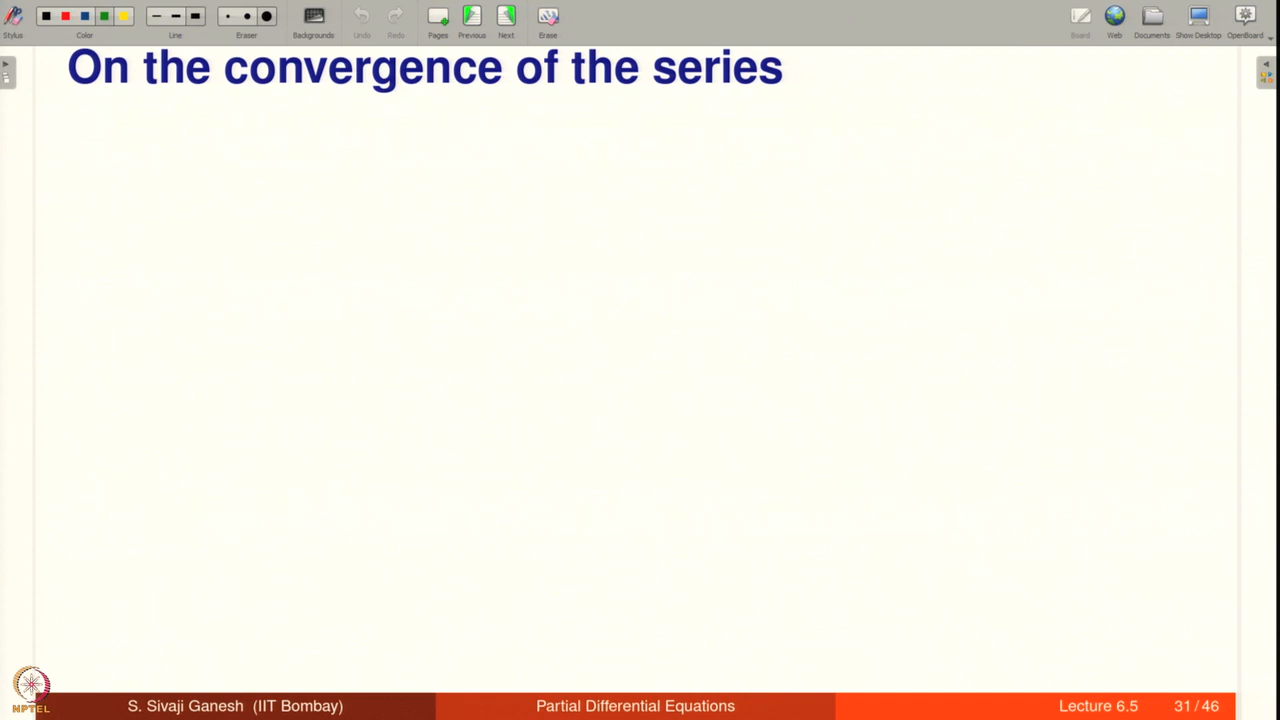 Stylus Color Line Eraser Backgrounds Undo Redo Pages Previous Next Erase Board Web Documents Show Desktop OpenBoard
On the convergence of the series
NPTEL
S. Sivaji Ganesh (IIT Bombay) Partial Differential Equations Lecture 6.5 31 / 46